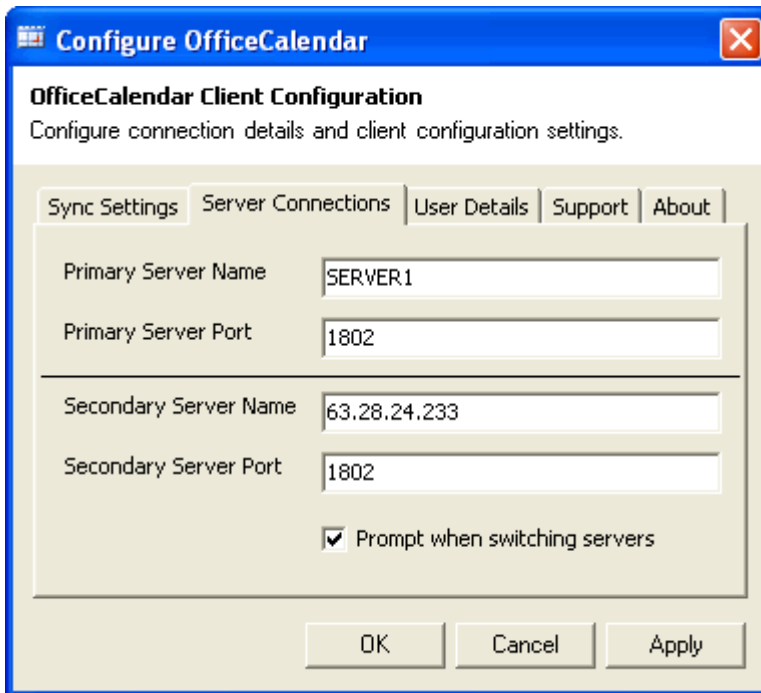 Configure OfficeCalendar
OfficeCalendar Client Configuration
Configure connection details and client configuration settings.
Sync Settings Server Connections User Details Support About
Primary Server Name SERVER1
Primary Server Port 1802
Secondary Server Name 63.28.24.233
Secondary Server Port 1802
Prompt when switching servers
OK Cancel Apply